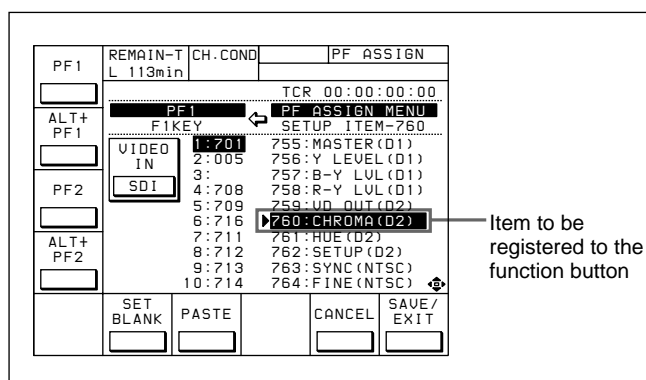 PF1
REMAIN-T
L 113min
CH.COND
PF ASSIGN
TCR 00:00:00:00
ALT+
PF1
PF1
F1KEY
PF ASSIGN MENU
SETUP ITEM-760
VIDEO
IN
SDI
1:701
2:005
3:
4:708
5:709
6:716
7:711
8:712
9:713
10:714
755:MASTER(D1)
756:Y LEVEL(D1)
757:B-Y LVL(D1)
758:R-Y LVL(D1)
759:VD OUT(D2)
760:CHROMA(D2)
761:HUE(D2)
762:SETUP(D2)
763:SYNC(NTSC)
764:FINE(NTSC)
PF2
ALT+
PF2
SET
BLANK
PASTE
CANCEL
SAVE/
EXIT
Item to be
registered to the
function button